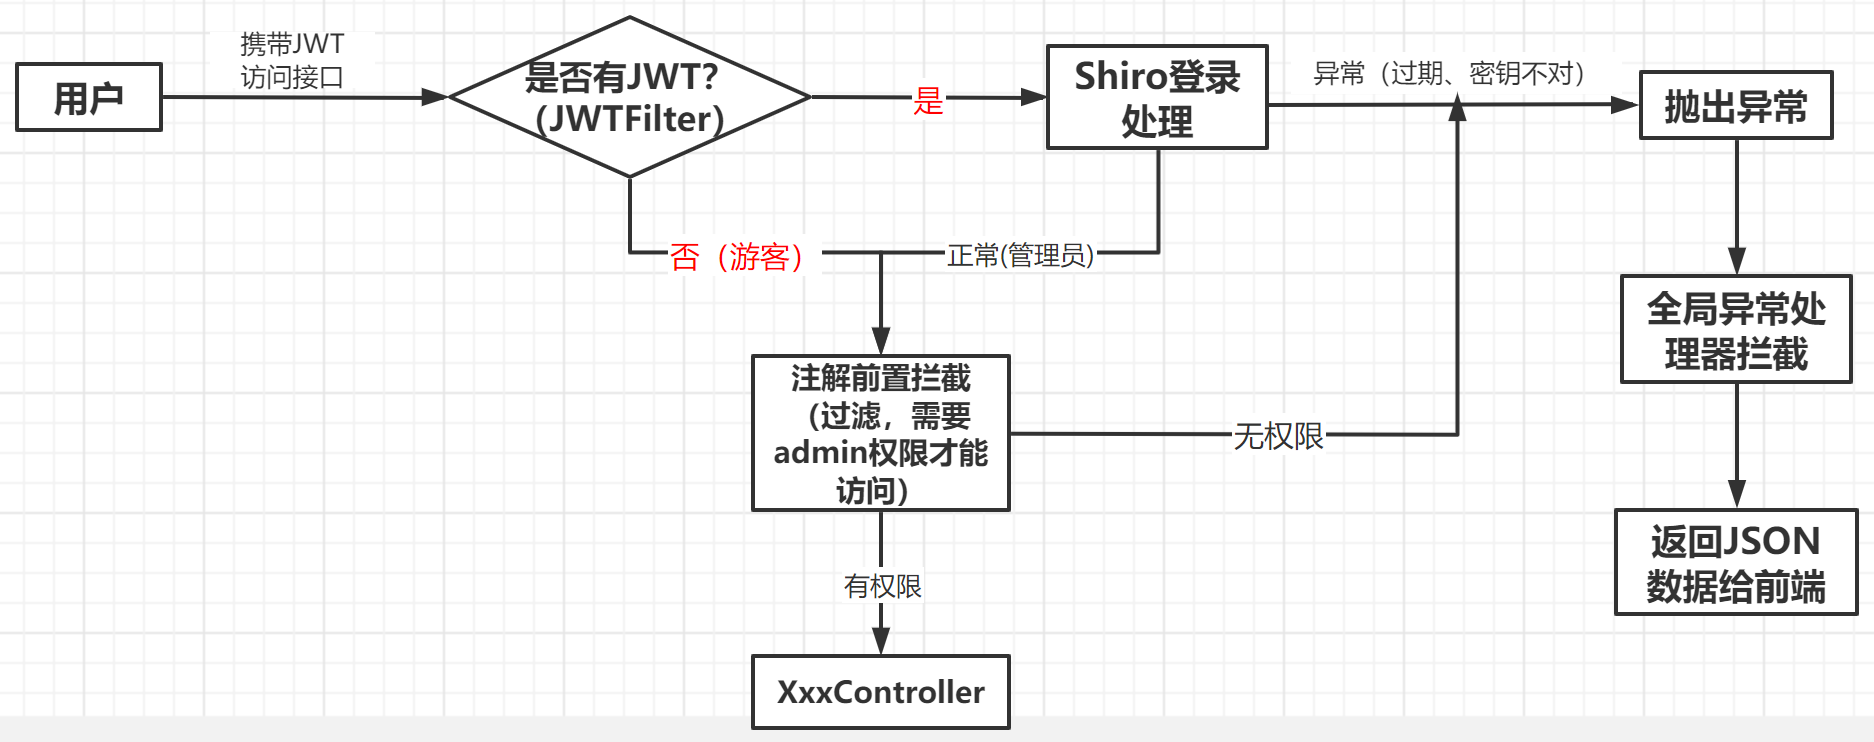 用户
携带JWT
访问接口
是否有JWT？
（JWTFilter）
是
Shiro登录
处理
异常（过期、密钥不对）
抛出异常
否（游客）
正常(管理员)
全局异常处
理器拦截
注解前置拦截
（过滤，需要
admin权限才能
访问）
无权限
返回JSON
数据给前端
有权限
XxxController